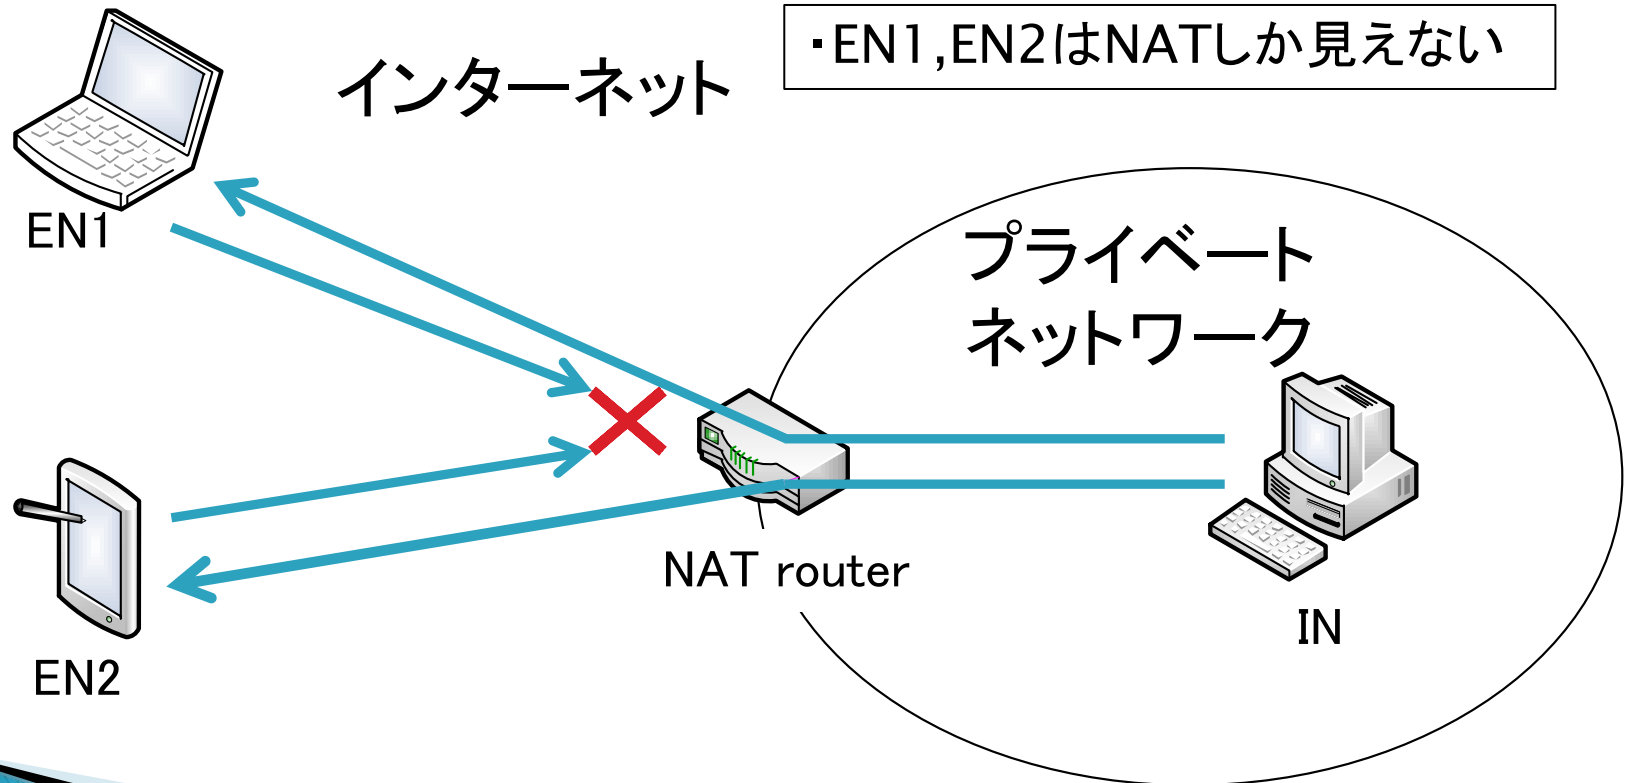 ・EN1,EN2はNATしか見えない
インターネット
EN1
プライベート
ネットワーク
NAT router
IN
EN2